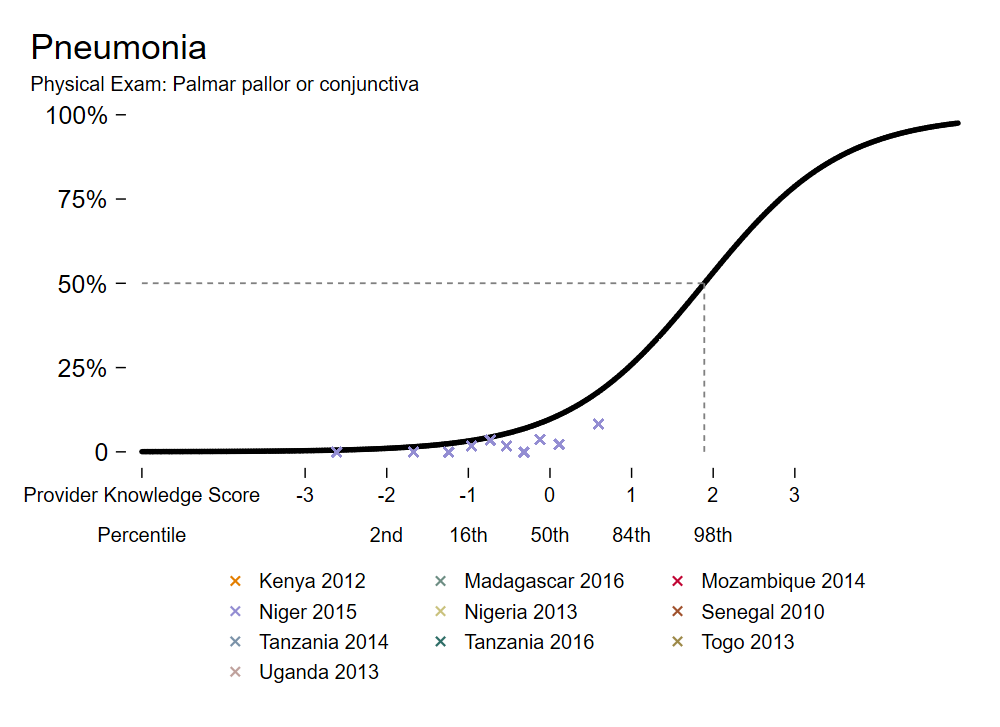 Pneumonia
Physical Exam: Palmar pallor or conjunctiva
100%
75%
50%
25%
0
Provider Knowledge Score -3 -2 -1 0 1 2 3
Percentile 2nd 16th 50th 84th 98th
Kenya 2012 Madagascar 2016 Mozambique 2014
Niger 2015 Nigeria 2013 Senegal 2010
Tanzania 2014 Tanzania 2016 Togo 2013
Uganda 2013